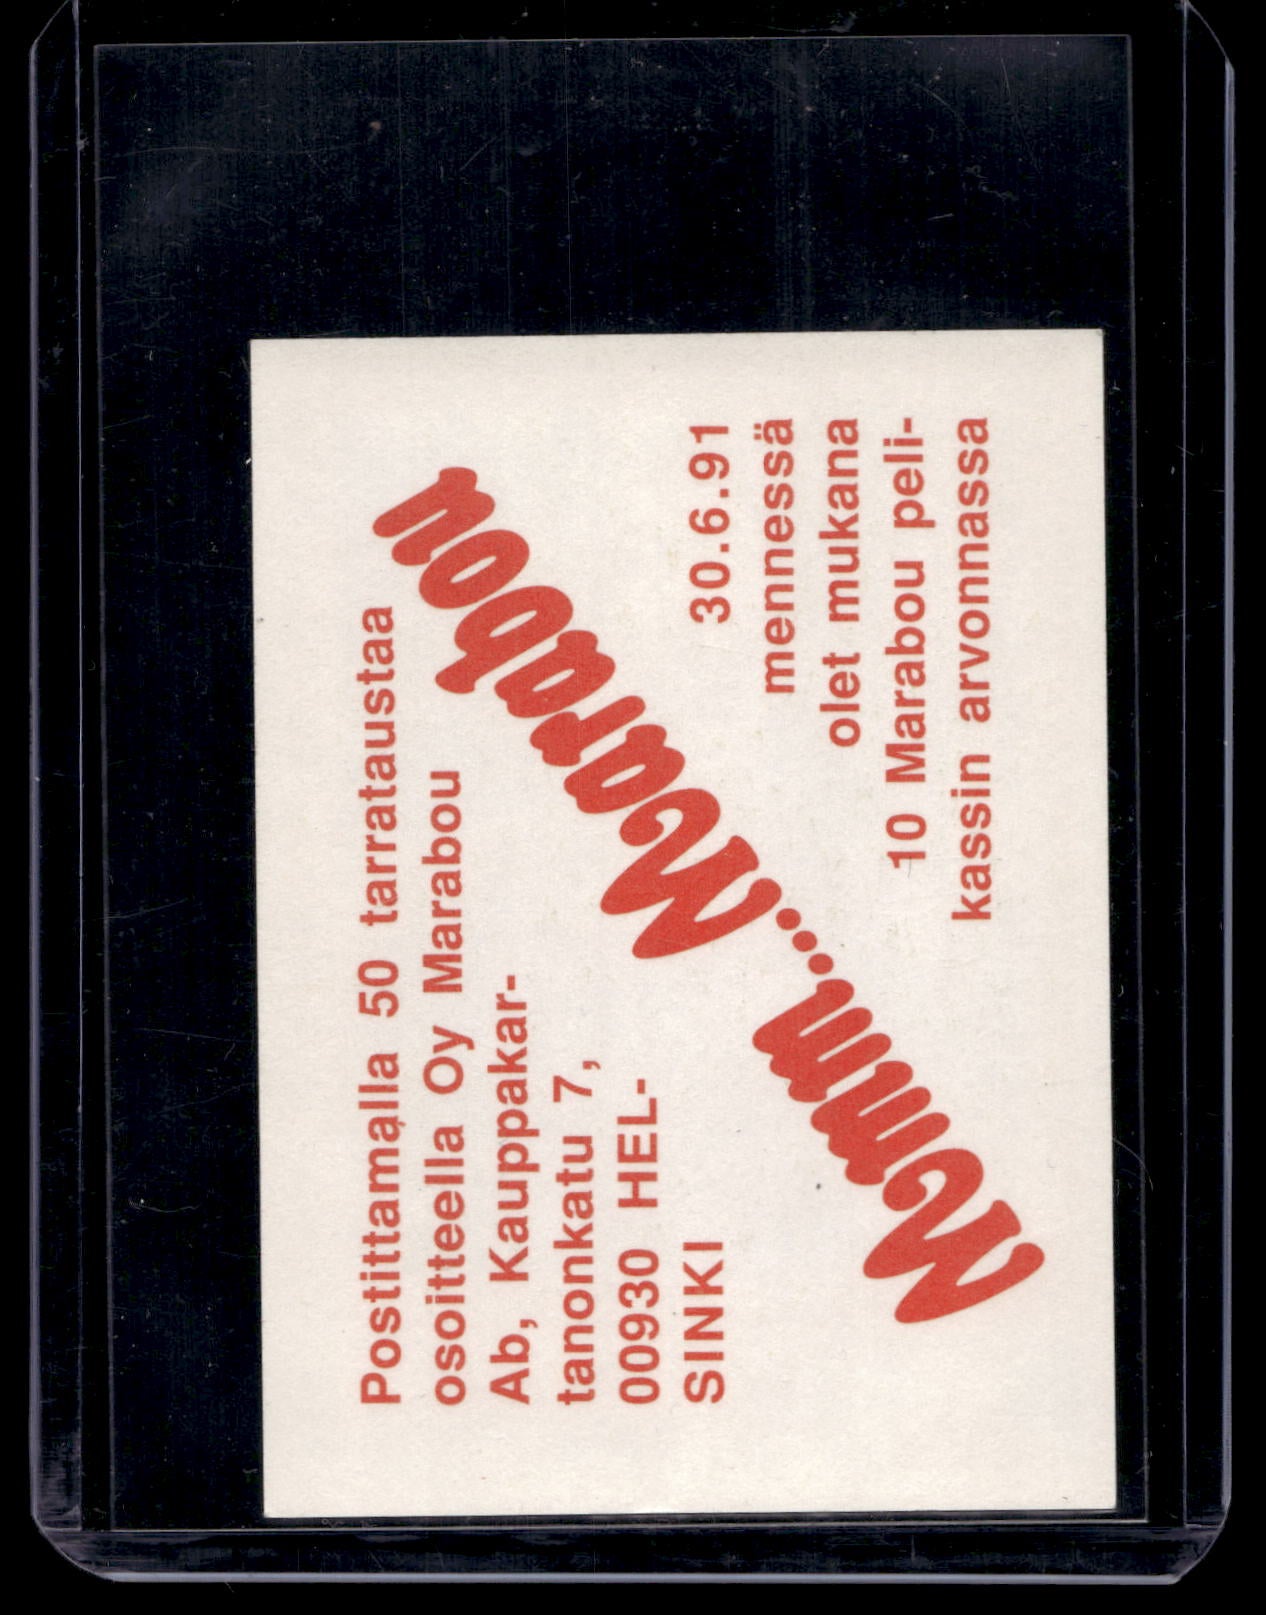 Postittamalla 50 tarrataustaa
osoitteella Oy Marabou
Ab, Kauppakar-
tanonkatu 7,
00930 HEL-
SINKI
Mmmm...Marabou
30.6.91
mennessä
olet mukana
10 Marabou peli-
kassin arvonnassa